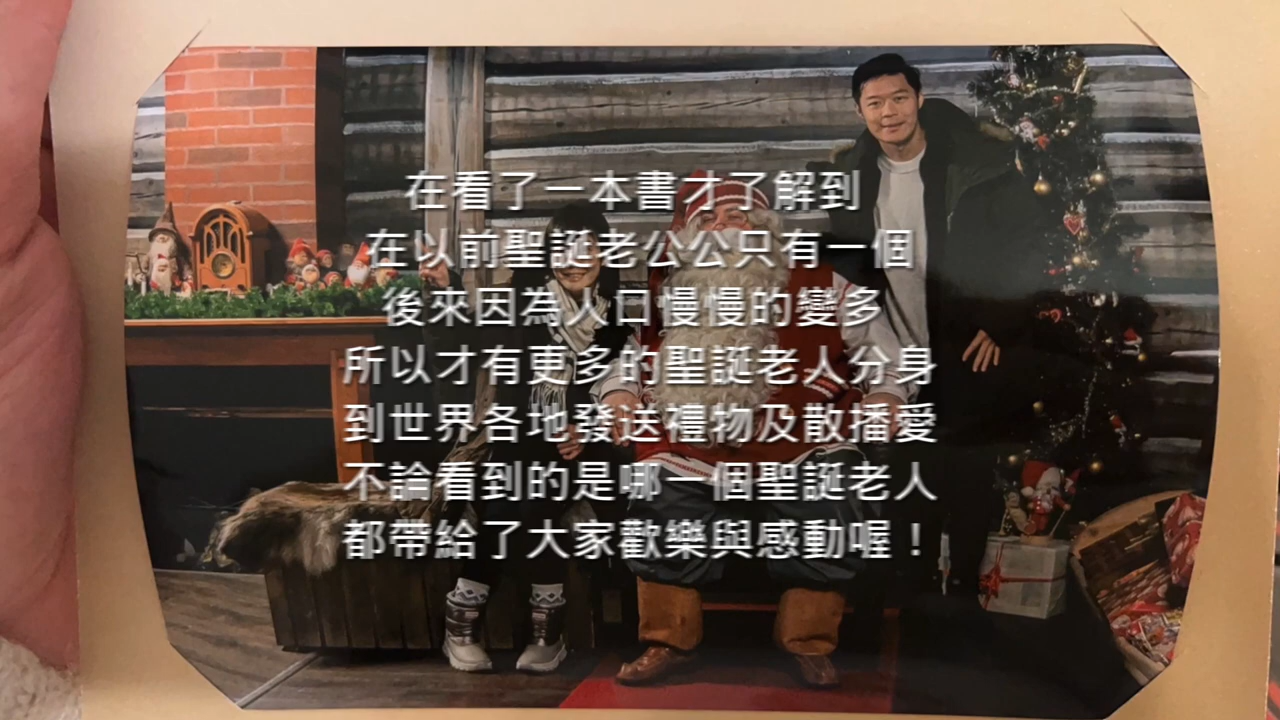 在看了一本書才了解到
在以前聖誕老公公只有一個
後來因為人口慢慢的變多
所以才有更多的聖誕老人分身
到世界各地發送禮物及散播愛
不論看到的是哪一個聖誕老人
都帶給了大家歡樂與感動喔！